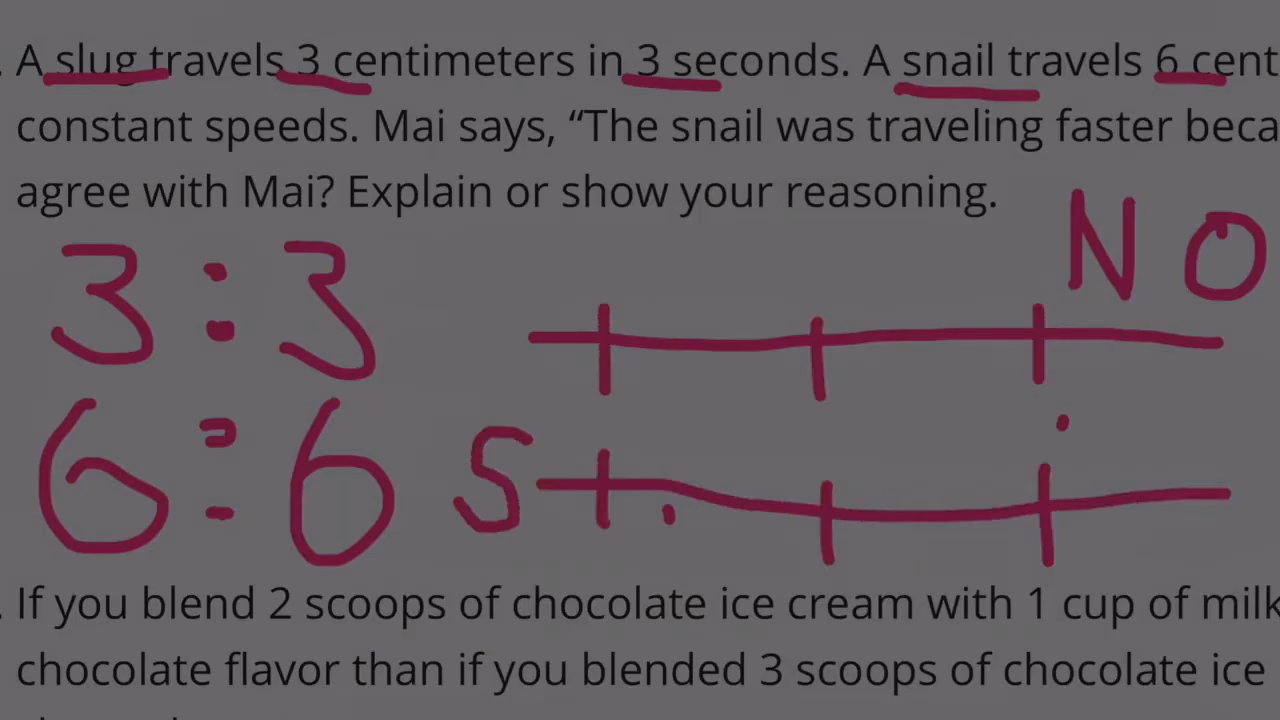 . A slug travels 3 centimeters in 3 seconds. A snail travels 6 cent
constant speeds. Mai says, “The snail was traveling faster beca
agree with Mai? Explain or show your reasoning.
NO
3:3
6:6
S
. If you blend 2 scoops of chocolate ice cream with 1 cup of milk
chocolate flavor than if you blended 3 scoops of chocolate ice